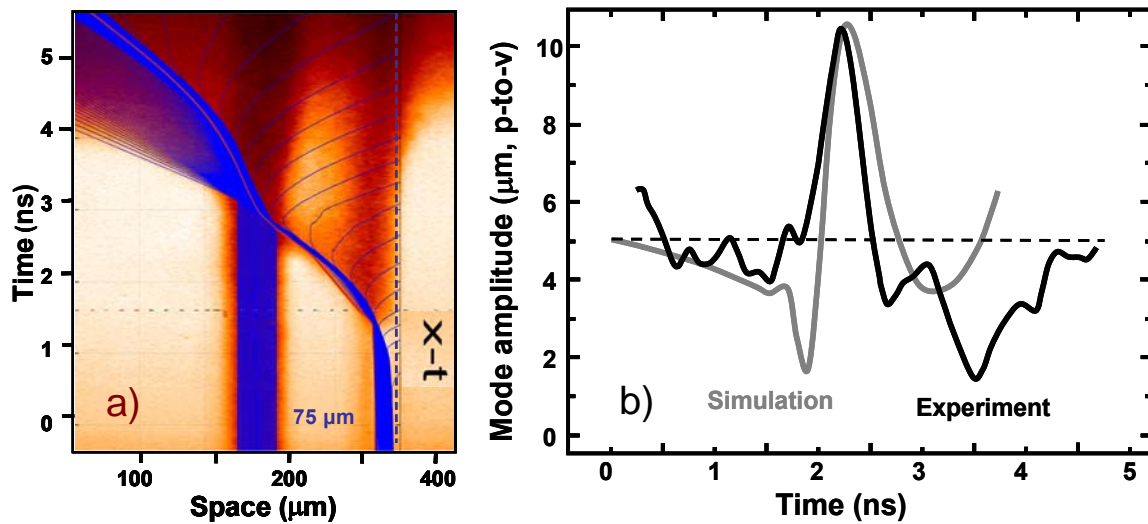 5
4
3
2
1
0
Time (ns)
a)
75 µm
x-t
100
200
400
Space (µm)
10
8
6
4
2
0
Mode amplitude (µm, p-to-v)
b)
Simulation
Experiment
0
1
2
3
4
5
Time (ns)